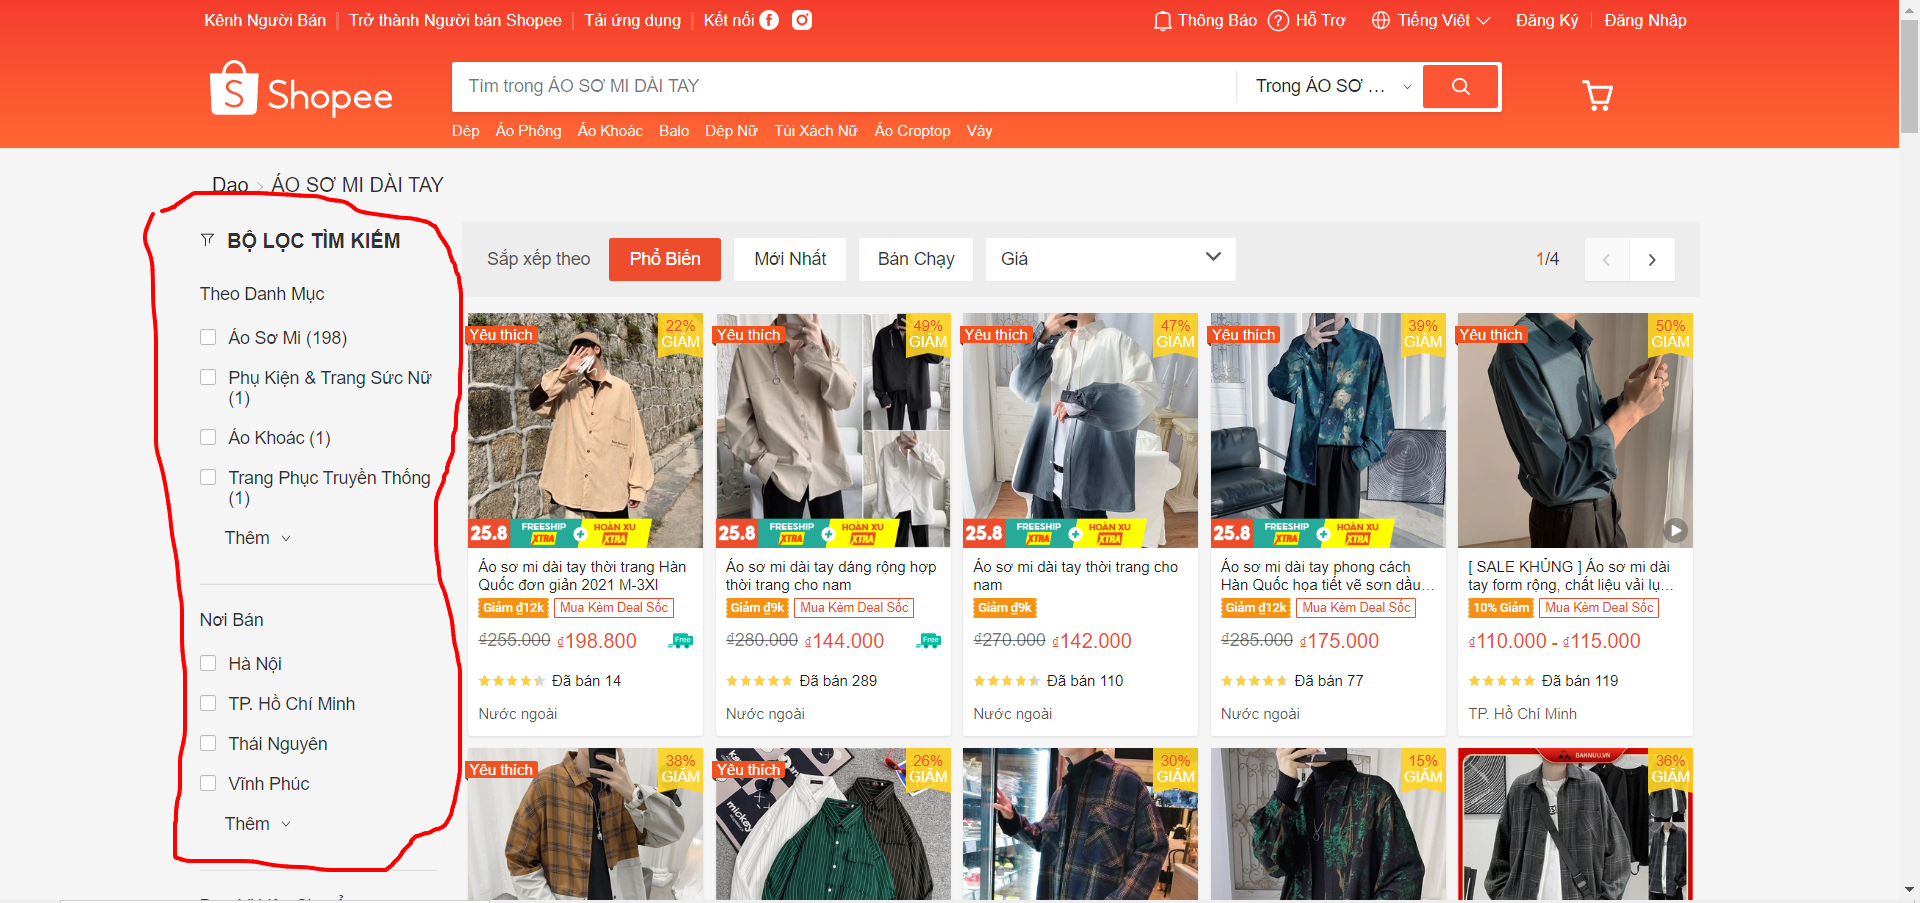 Kênh Người Bán
Trở thành Người bán Shopee
Tải ứng dụng
Kết nối
Thông Báo
Hỗ Trợ
Tiếng Việt
Đăng Ký
Đăng Nhập
Shopee
Tìm trong ÁO SƠ MI DÀI TAY
Trong ÁO SƠ ...
Dép Áo Phông Áo Khoác Balo Dép Nữ Túi Xách Nữ Áo Croptop Váy
Dao > ÁO SƠ MI DÀI TAY
BỘ LỌC TÌM KIẾM
Theo Danh Mục
Áo Sơ Mi (198)
Phụ Kiện & Trang Sức Nữ
(1)
Áo Khoác (1)
Trang Phục Truyền Thống
(1)
Thêm
Nơi Bán
Hà Nội
TP. Hồ Chí Minh
Thái Nguyên
Vĩnh Phúc
Thêm
Sắp xếp theo
Phổ Biến
Mới Nhất
Bán Chạy
Giá
1/4
Yêu thích
22%
GIẢM
25.8 FREESHIP XTRA + HOÀN XU XTRA
Áo sơ mi dài tay thời trang Hàn
Quốc đơn giản 2021 M-3Xl
Giảm ₫12k Mua Kèm Deal Sốc
₫255.000 ₫198.800 Free
Đã bán 14
Nước ngoài
Yêu thích
49%
GIẢM
25.8 FREESHIP XTRA + HOÀN XU XTRA
Áo sơ mi dài tay dáng rộng hợp
thời trang cho nam
Giảm ₫9k Mua Kèm Deal Sốc
₫280.000 ₫144.000 Free
Đã bán 289
Nước ngoài
Yêu thích
47%
GIẢM
25.8 FREESHIP XTRA + HOÀN XU XTRA
Áo sơ mi dài tay thời trang cho
nam
Giảm ₫9k
₫270.000 ₫142.000
Đã bán 110
Nước ngoài
Yêu thích
39%
GIẢM
25.8 FREESHIP XTRA + HOÀN XU XTRA
Áo sơ mi dài tay phong cách
Hàn Quốc họa tiết vẽ sơn dầu...
Giảm ₫12k Mua Kèm Deal Sốc
₫285.000 ₫175.000
Đã bán 77
Nước ngoài
Yêu thích
50%
GIẢM
[ SALE KHỦNG ] Áo sơ mi dài
tay form rộng, chất liệu vải lụ...
10% Giảm Mua Kèm Deal Sốc
₫110.000 - ₫115.000
Đã bán 119
TP. Hồ Chí Minh
Yêu thích
38%
GIẢM
Yêu thích
26%
GIẢM
mickey
30%
GIẢM
15%
GIẢM
BANNUU.VN
36%
GIẢM